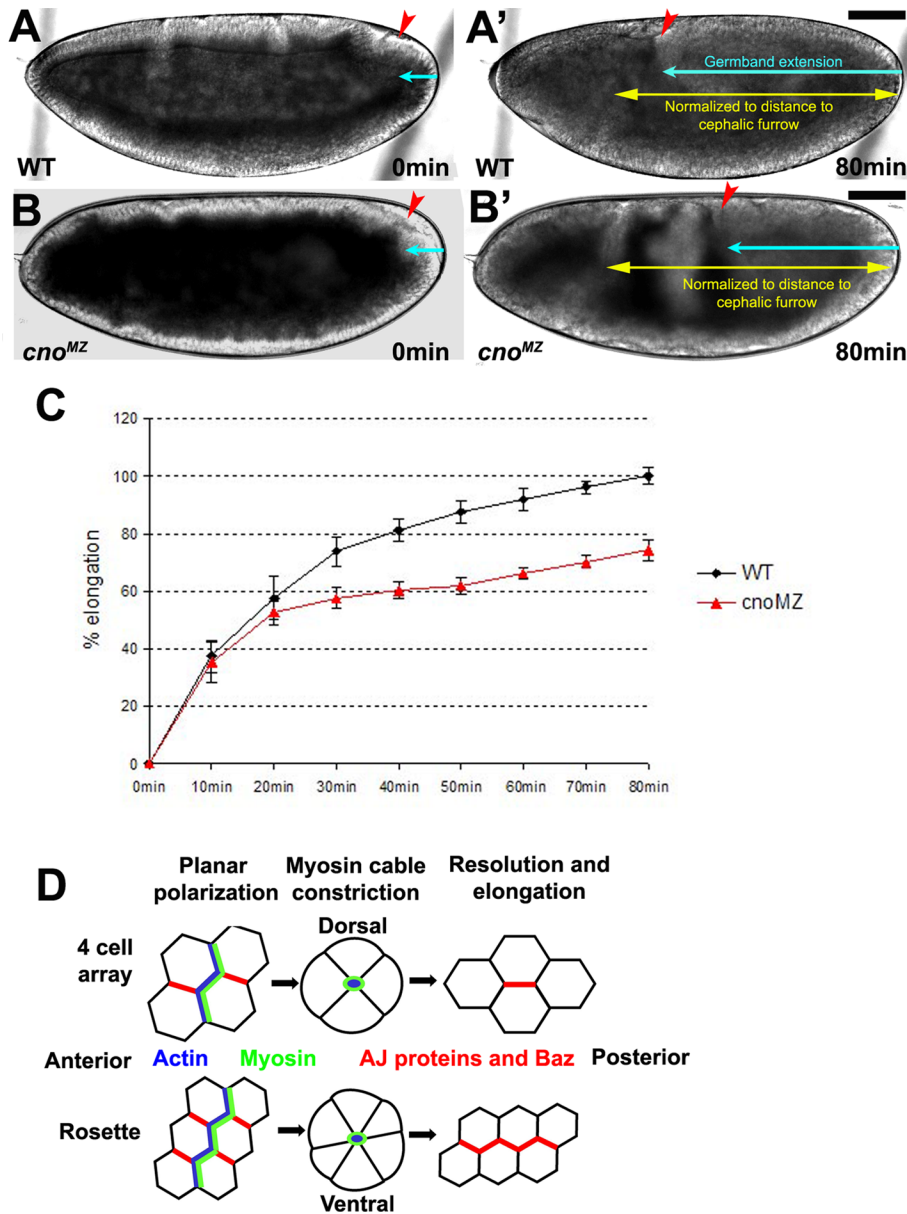 A
WT
0min
A'
Germband extension
Normalized to distance to
cephalic furrow
WT
80min
B
cno^MZ
0min
B'
Normalized to distance to
cephalic furrow
cno^MZ
80min
C
% elongation
120
100
80
60
40
20
0
0min 10min 20min 30min 40min 50min 60min 70min 80min
WT
cnoMZ
D
Planar
polarization
Myosin cable
constriction
Resolution and
elongation
4 cell
array
Dorsal
Anterior Actin Myosin AJ proteins and Baz Posterior
Rosette
Ventral